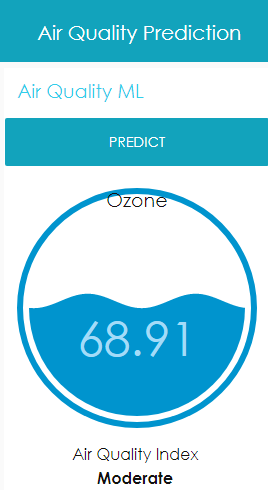 Air Quality Prediction
Air Quality ML
PREDICT
Ozone
68.91
Air Quality Index
Moderate